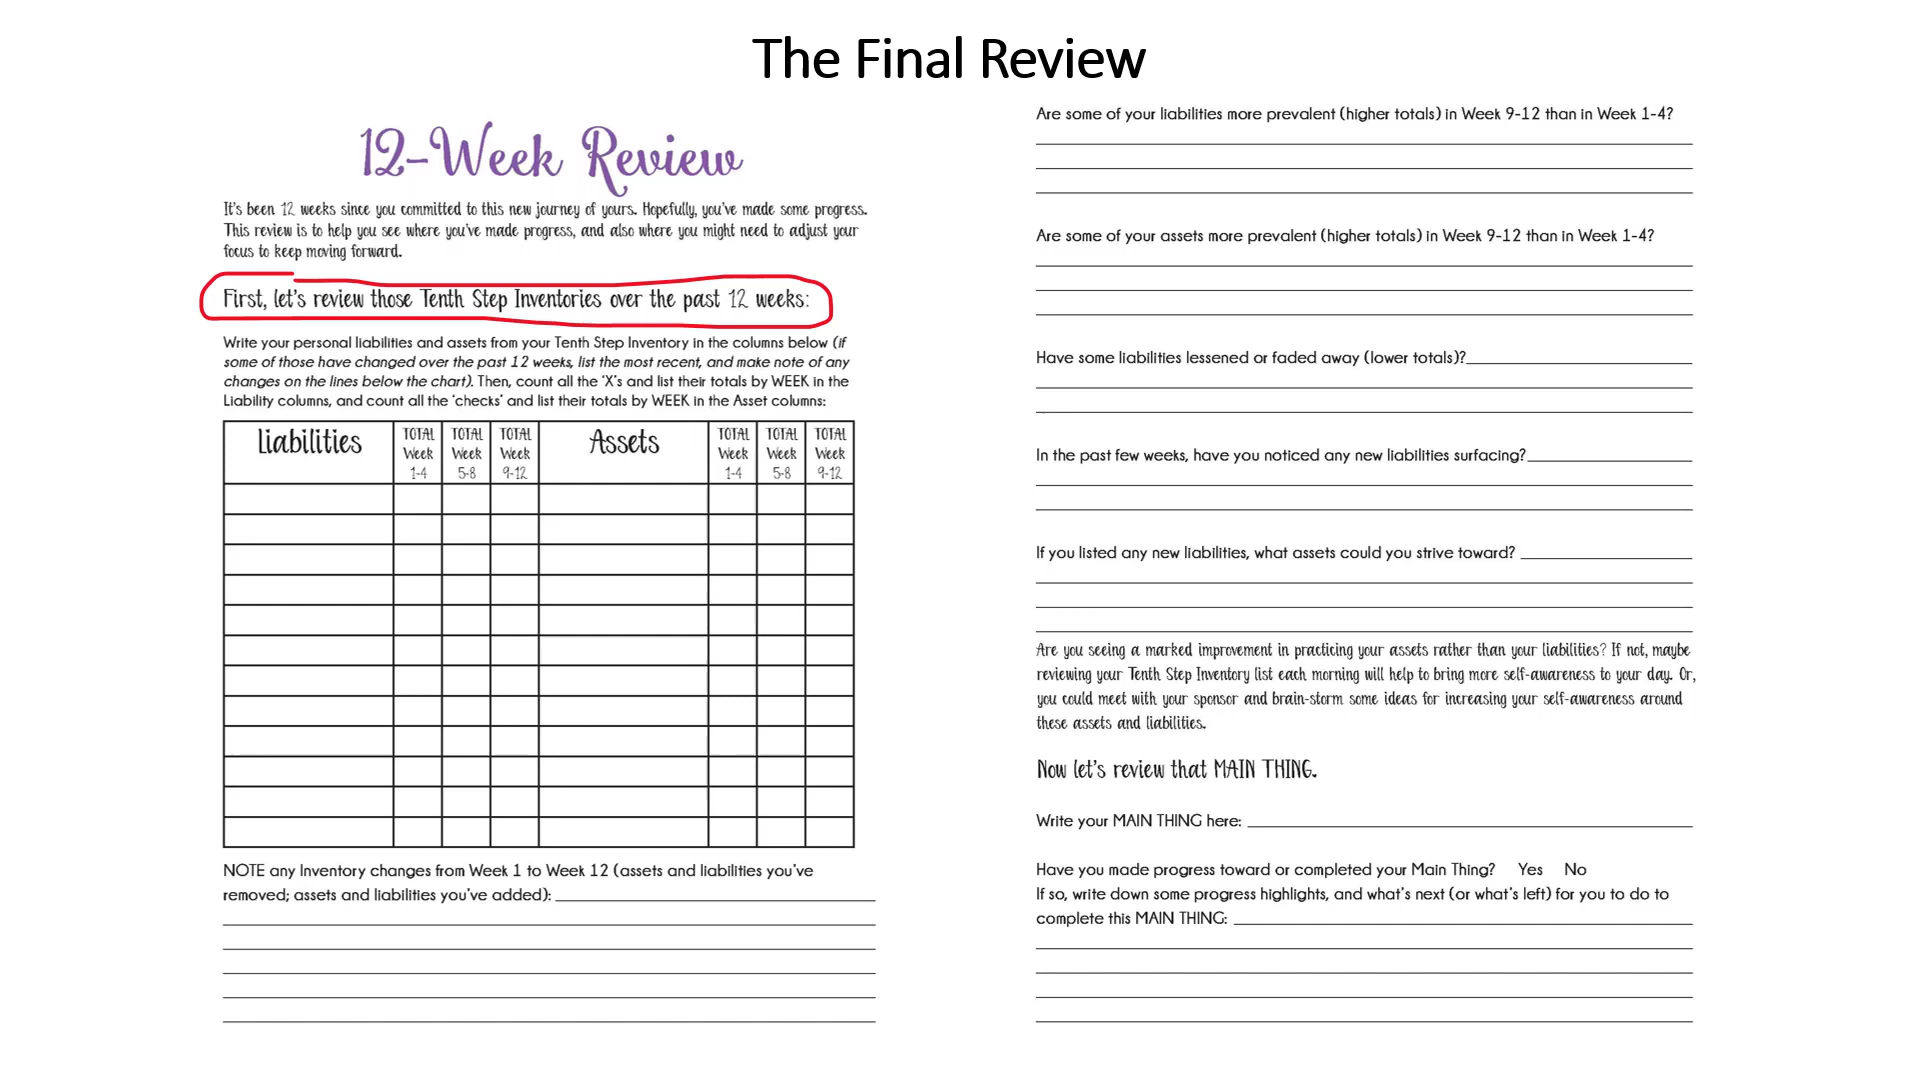 The Final Review
12-Week Review
It's been 12 weeks since you committed to this new journey of yours. Hopefully, you've made some progress.
This review is to help you see where you've made progress, and also where you might need to adjust your
focus to keep moving forward.
First, let's review those Tenth Step Inventories over the past 12 weeks:
Write your personal liabilities and assets from your Tenth Step Inventory in the columns below (if
some of those have changed over the past 12 weeks, list the most recent, and make note of any
changes on the lines below the chart). Then, count all the 'X's and list their totals by WEEK in the
Liability columns, and count all the 'checks' and list their totals by WEEK in the Asset columns:
Liabilities TOTAL TOTAL TOTAL Assets TOTAL TOTAL TOTAL
Week Week Week Week Week Week
1-4 5-8 9-12 1-4 5-8 9-12
NOTE any Inventory changes from Week 1 to Week 12 (assets and liabilities you've
removed; assets and liabilities you've added):
Are some of your liabilities more prevalent (higher totals) in Week 9-12 than in Week 1-4?
Are some of your assets more prevalent (higher totals) in Week 9-12 than in Week 1-4?
Have some liabilities lessened or faded away (lower totals)?
In the past few weeks, have you noticed any new liabilities surfacing?
If you listed any new liabilities, what assets could you strive toward?
Are you seeing a marked improvement in practicing your assets rather than your liabilities? If not, maybe
reviewing your Tenth Step Inventory list each morning will help to bring more self-awareness to your day. Or,
you could meet with your sponsor and brain-storm some ideas for increasing your self-awareness around
these assets and liabilities.
Now let's review that MAIN THING.
Write your MAIN THING here:
Have you made progress toward or completed your Main Thing? Yes No
If so, write down some progress highlights, and what's next (or what's left) for you to do to
complete this MAIN THING: